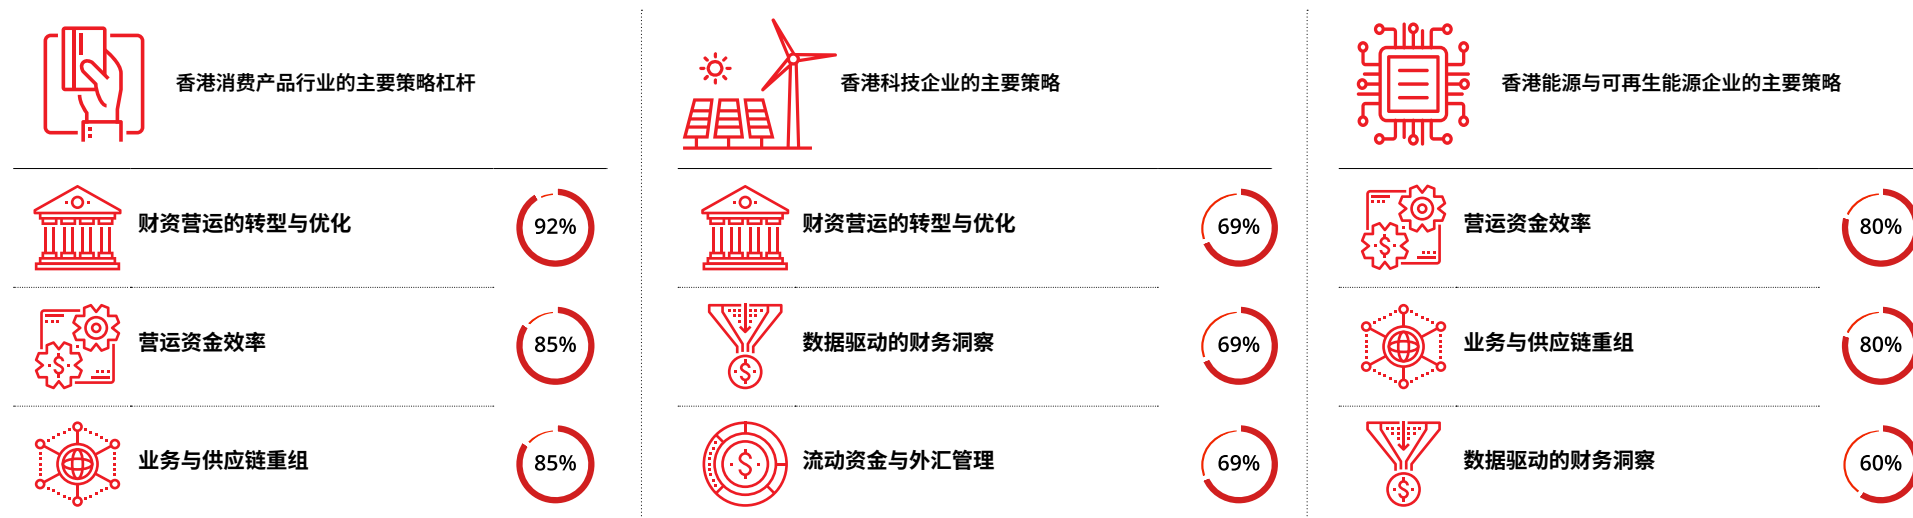 香港消费产品行业的主要策略杠杆
财资营运的转型与优化
92%
营运资金效率
85%
业务与供应链重组
85%
香港科技企业的主要策略
财资营运的转型与优化
69%
数据驱动的财务洞察
69%
流动资金与外汇管理
69%
香港能源与可再生能源企业的主要策略
营运资金效率
80%
业务与供应链重组
80%
数据驱动的财务洞察
60%